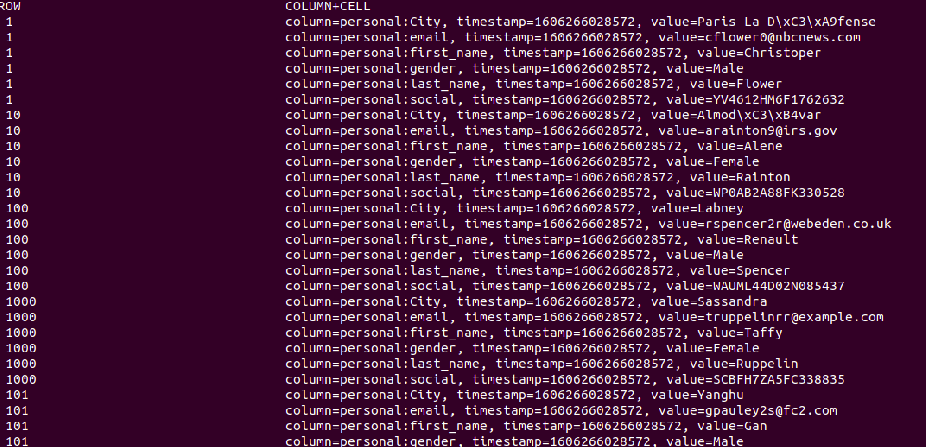 ROW COLUMN+CELL
1 column=personal:City, timestamp=1606266028572, value=Paris La D\xC3\xA9fense
1 column=personal:email, timestamp=1606266028572, value=cflower0@nbcnews.com
1 column=personal:first_name, timestamp=1606266028572, value=Christoper
1 column=personal:gender, timestamp=1606266028572, value=Male
1 column=personal:last_name, timestamp=1606266028572, value=Flower
1 column=personal:social, timestamp=1606266028572, value=YV4612HM6F1762632
10 column=personal:City, timestamp=1606266028572, value=Almod\xC3\xB4var
10 column=personal:email, timestamp=1606266028572, value=arainton9@irs.gov
10 column=personal:first_name, timestamp=1606266028572, value=Alene
10 column=personal:gender, timestamp=1606266028572, value=Female
10 column=personal:last_name, timestamp=1606266028572, value=Rainton
10 column=personal:social, timestamp=1606266028572, value=WP0AB2A88FK330528
100 column=personal:City, timestamp=1606266028572, value=Labney
100 column=personal:email, timestamp=1606266028572, value=rspencer2r@webeden.co.uk
100 column=personal:first_name, timestamp=1606266028572, value=Renault
100 column=personal:gender, timestamp=1606266028572, value=Male
100 column=personal:last_name, timestamp=1606266028572, value=Spencer
100 column=personal:social, timestamp=1606266028572, value=WAUML44D02N085437
1000 column=personal:City, timestamp=1606266028572, value=Sassandra
1000 column=personal:email, timestamp=1606266028572, value=truppelinrr@example.com
1000 column=personal:first_name, timestamp=1606266028572, value=Taffy
1000 column=personal:gender, timestamp=1606266028572, value=Female
1000 column=personal:last_name, timestamp=1606266028572, value=Ruppelin
1000 column=personal:social, timestamp=1606266028572, value=SCBFH7ZA5FC338835
101 column=personal:City, timestamp=1606266028572, value=Yanghu
101 column=personal:email, timestamp=1606266028572, value=gpauley2s@fc2.com
101 column=personal:first_name, timestamp=1606266028572, value=Gan
101 column=personal:gender, timestamp=1606266028572, value=Male